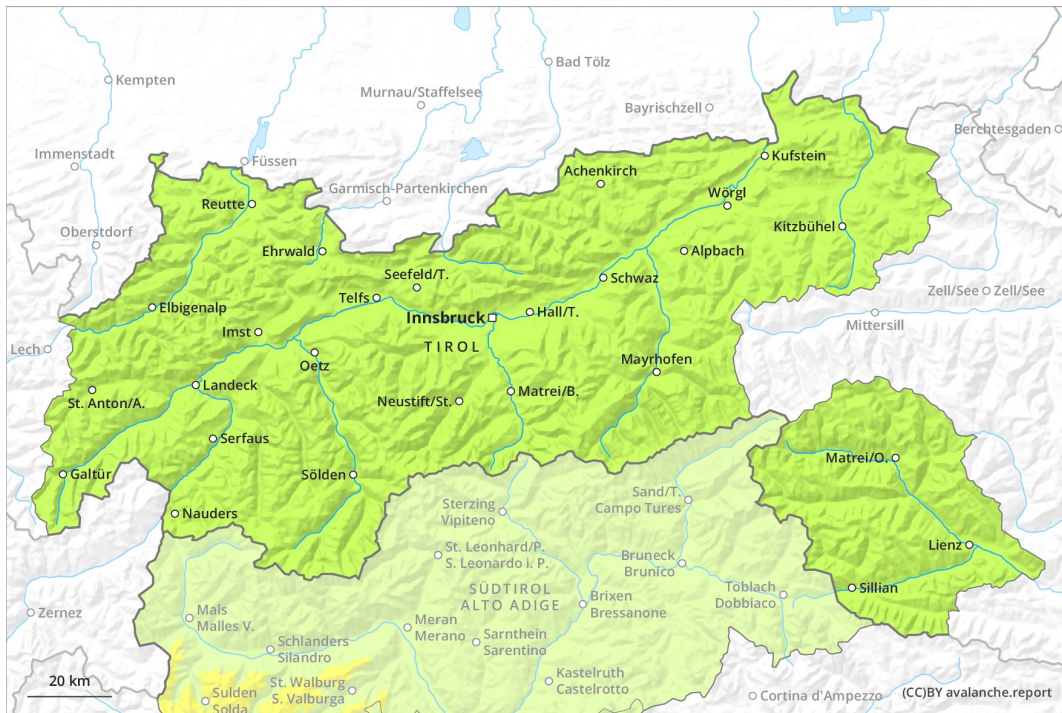 Kempten
Bad Tölz
Murnau/Staffelsee
Bayrischzell
Berchtesgaden
Immenstadt
Füssen
Kufstein
Achenkirch
Garmisch-Partenkirchen
Wörgl
Reutte
Oberstdorf
Kitzbühel
Ehrwald
Alpbach
Seefeld/T.
Schwaz
Telfs
Zell/See
Zell/See
Elbigenalp
Innsbruck
Hall/T.
Mittersill
Imst
TIROL
Lech
Oetz
Mayrhofen
Landeck
Matrei/B.
St. Anton/A.
Neustift/St.
Serfaus
Matrei/O.
Galtür
Sölden
Sand/T.
Campo Tures
Sterzing
Vipiteno
Nauders
Lienz
St. Leonhard/P.
S. Leonardo i. P.
Bruneck
Brunico
SÜDTIROL
ALTO ADIGE
Toblach
Dobbiaco
Sillian
Brixen
Bressanone
Zernez
Mals
Malles V.
Meran
Merano
Sarnthein
Sarentino
Schlanders
Silandro
Kastelruth
Castelrotto
20 km
St. Walburg
S. Valburga
Sulden
Solda
Cortina d'Ampezzo
(CC)BY avalanche.report